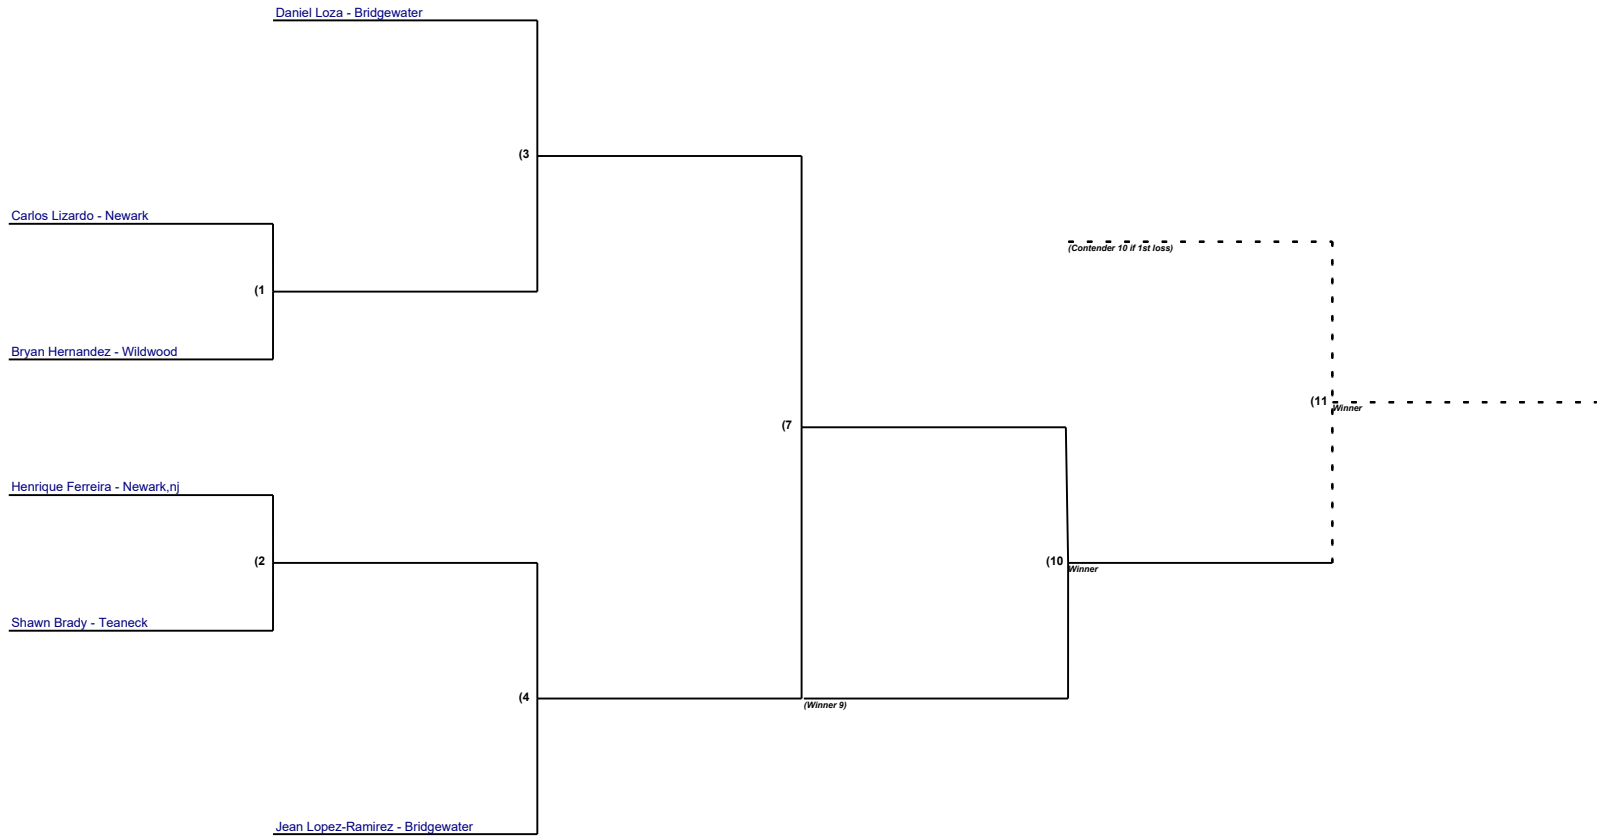 Daniel Loza - Bridgewater
(3
Carlos Lizardo - Newark
(Contender 10 if 1st loss)
(1
Bryan Hernandez - Wildwood
(11
Winner
(7
Henrique Ferreira - Newark,nj
(2
(10
Winner
Shawn Brady - Teaneck
(4
(Winner 9)
Jean Lopez-Ramirez - Bridgewater